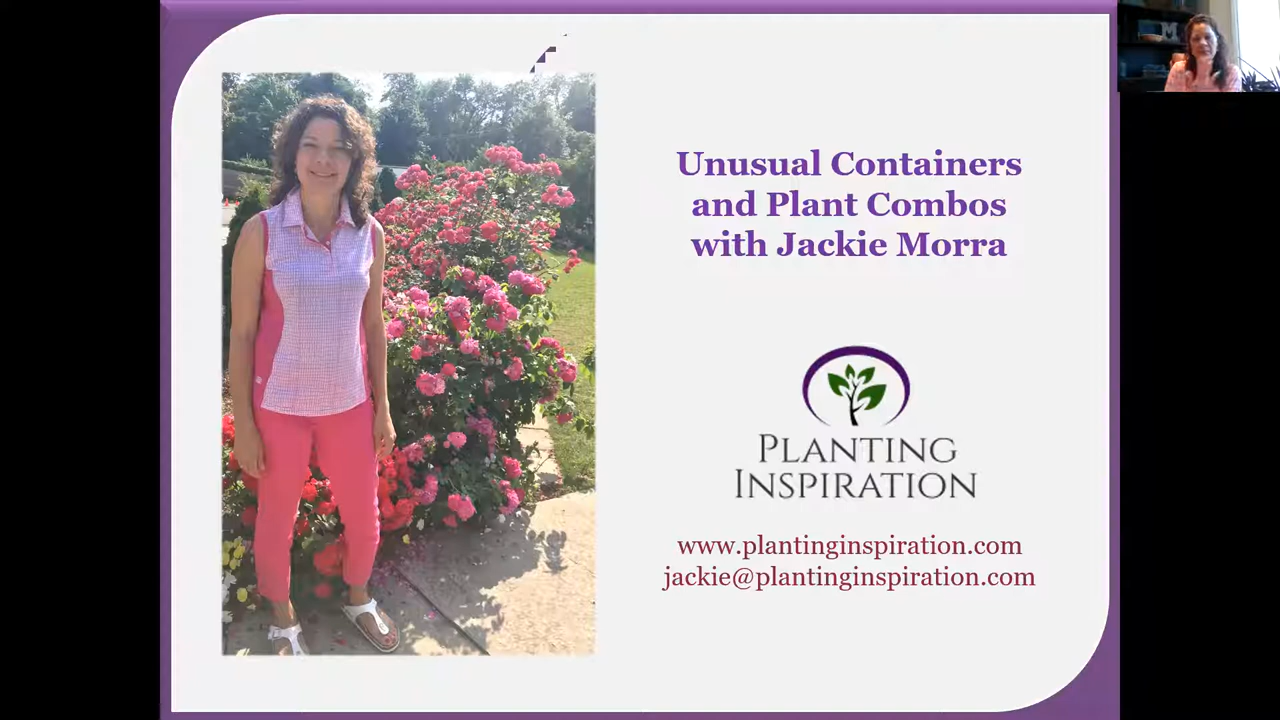 Unusual Containers
and Plant Combos
with Jackie Morra
PLANTING
INSPIRATION
www.plantinginspiration.com
jackie@plantinginspiration.com
M